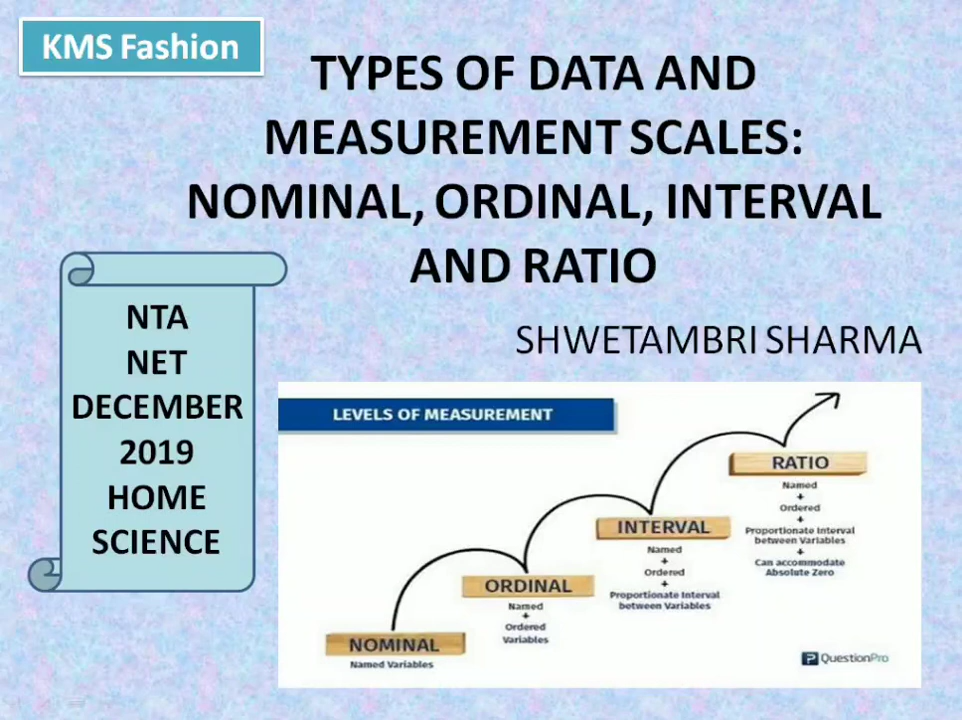 KMS Fashion
TYPES OF DATA AND
MEASUREMENT SCALES:
NOMINAL, ORDINAL, INTERVAL
AND RATIO
SHWETAMBRI SHARMA
NTA
NET
DECEMBER
2019
HOME
SCIENCE
LEVELS OF MEASUREMENT
NOMINAL
Named Variables
ORDINAL
Named
+
Ordered
Variables
INTERVAL
Named
+
Ordered
+
Proportionate Interval
between Variables
RATIO
Named
+
Ordered
+
Proportionate Interval
between Variables
+
Can accommodate
Absolute Zero
QuestionPro